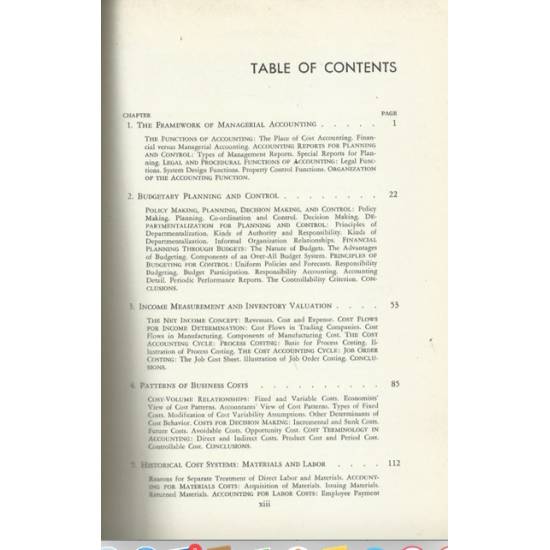 TABLE OF CONTENTS
CHAPTER PAGE
1. THE FRAMEWORK OF MANAGERIAL ACCOUNTING . . . . . 1
THE FUNCTIONS OF ACCOUNTING: The Place of Cost Accounting. Finan-
cial versus Managerial Accounting. ACCOUNTING REPORTS FOR PLANNING
AND CONTROL: Types of Management Reports. Special Reports for Plan-
ning. LEGAL AND PROCEDURAL FUNCTIONS OF ACCOUNTING: Legal Func-
tions. System Design Functions. Property Control Functions. ORGANIZATION
OF THE ACCOUNTING FUNCTION.
2. BUDGETARY PLANNING AND CONTROL . . . . . . . . 22
POLICY MAKING, PLANNING, DECISION MAKING, AND CONTROL: Policy
Making. Planning. Co-ordination and Control. Decision Making. DE-
PARTMENTALIZATION FOR PLANNING AND CONTROL: Principles of
Departmentalization. Kinds of Authority and Responsibility. Kinds of
Departmentalization. Informal Organization Relationships. FINANCIAL
PLANNING THROUGH BUDGETS: The Nature of Budgets. The Advantages
of Budgeting. Components of an Over-All Budget System. PRINCIPLES OF
BUDGETING FOR CONTROL: Uniform Policies and Forecasts. Responsibility
Budgeting. Budget Participation. Responsibility Accounting. Accounting
Detail. Periodic Performance Reports. The Controllability Criterion. CON-
CLUSIONS.
3. INCOME MEASUREMENT AND INVENTORY VALUATION . . . . 53
THE NET INCOME CONCEPT: Revenues. Cost and Expense. COST FLOWS
FOR INCOME DETERMINATION: Cost Flows in Trading Companies. Cost
Flows in Manufacturing. Components of Manufacturing Cost. THE COST
ACCOUNTING CYCLE: PROCESS COSTING: Basis for Process Costing. Il-
lustration of Process Costing. THE COST ACCOUNTING CYCLE: JOB ORDER
COSTING: The Job Cost Sheet. Illustration of Job Order Costing. CONCLU-
SIONS.
4. PATTERNS OF BUSINESS COSTS . . . . . . . . . . 85
COST-VOLUME RELATIONSHIPS: Fixed and Variable Costs. Economists'
View of Cost Patterns. Accountants' View of Cost Patterns. Types of Fixed
Costs. Modification of Cost Variability Assumptions. Other Determinants
of Cost Behavior. COSTS FOR DECISION MAKING: Incremental and Sunk Costs.
Future Costs. Avoidable Costs. Opportunity Cost. COST TERMINOLOGY IN
ACCOUNTING: Direct and Indirect Costs. Product Cost and Period Cost.
Controllable Cost. CONCLUSIONS.
5. HISTORICAL COST SYSTEMS: MATERIALS AND LABOR . . . . 112
Reasons for Separate Treatment of Direct Labor and Materials. ACCOUNT-
ING FOR MATERIALS COSTS: Acquisition of Materials. Issuing Materials.
Returned Materials. ACCOUNTING FOR LABOR COSTS: Employee Payment
xiii